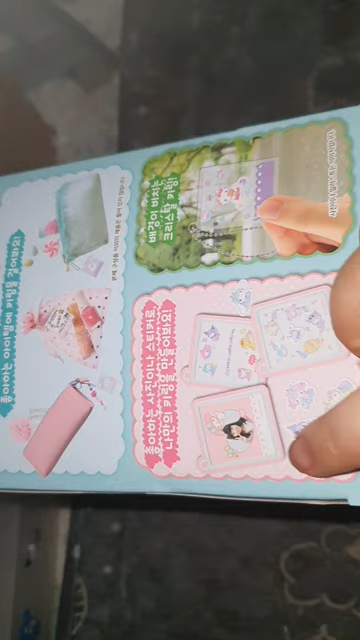 배경이 비치는
크리스탈 키링!
좋아하는 사진이나 스티커로
나만의 키링을 만들어봐요!
좋아하는 아이템에 키링을 걸어봐요!